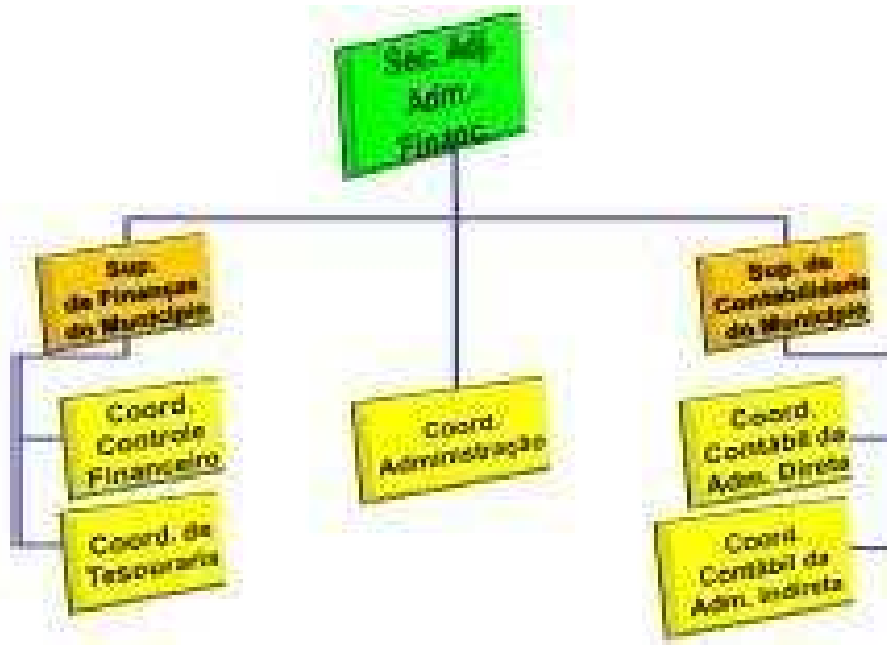 Sec. Adj.
Adm.-
Financ.
Sup.
de Finanças
do Município
Sup. de
Contabilidade
do Município
Coord.
Controle
Financeiro
Coord.
Administração
Coord.
Contábil da
Adm. Direta
Coord. de
Tesouraria
Coord.
Contábil da
Adm. Indireta